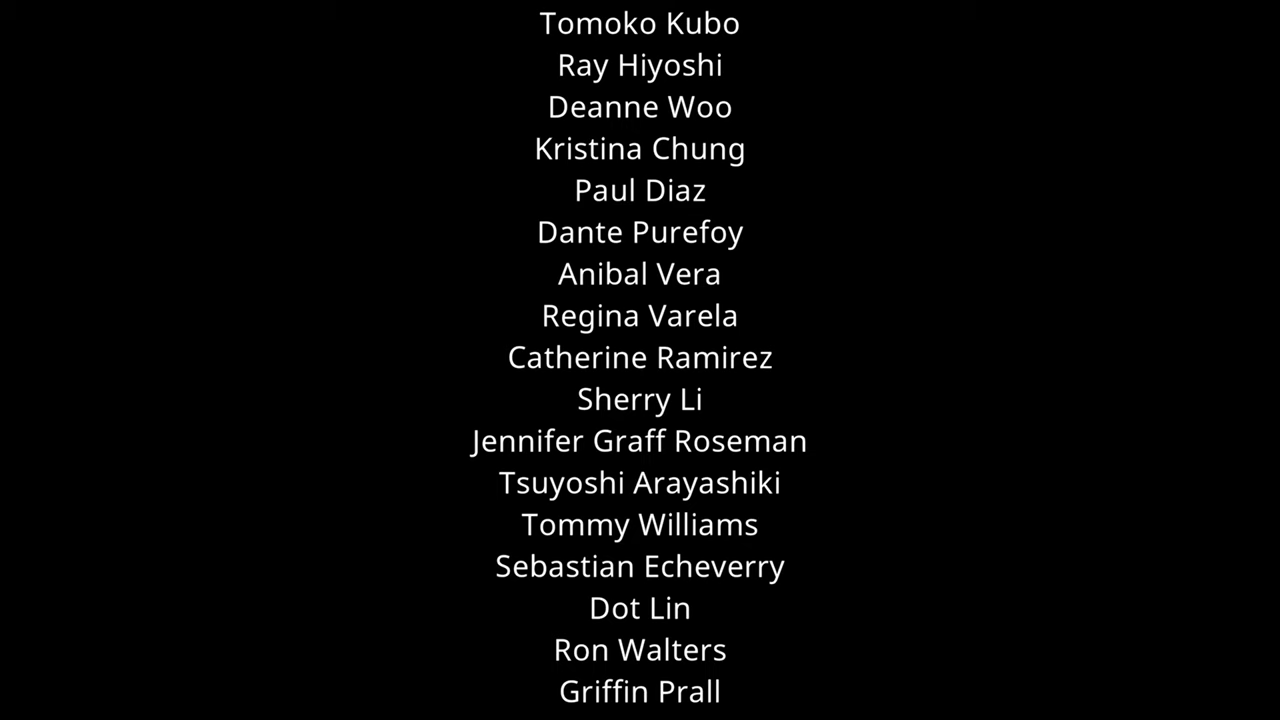 Tomoko Kubo
Ray Hiyoshi
Deanne Woo
Kristina Chung
Paul Diaz
Dante Purefoy
Anibal Vera
Regina Varela
Catherine Ramirez
Sherry Li
Jennifer Graff Roseman
Tsuyoshi Arayashiki
Tommy Williams
Sebastian Echeverry
Dot Lin
Ron Walters
Griffin Prall